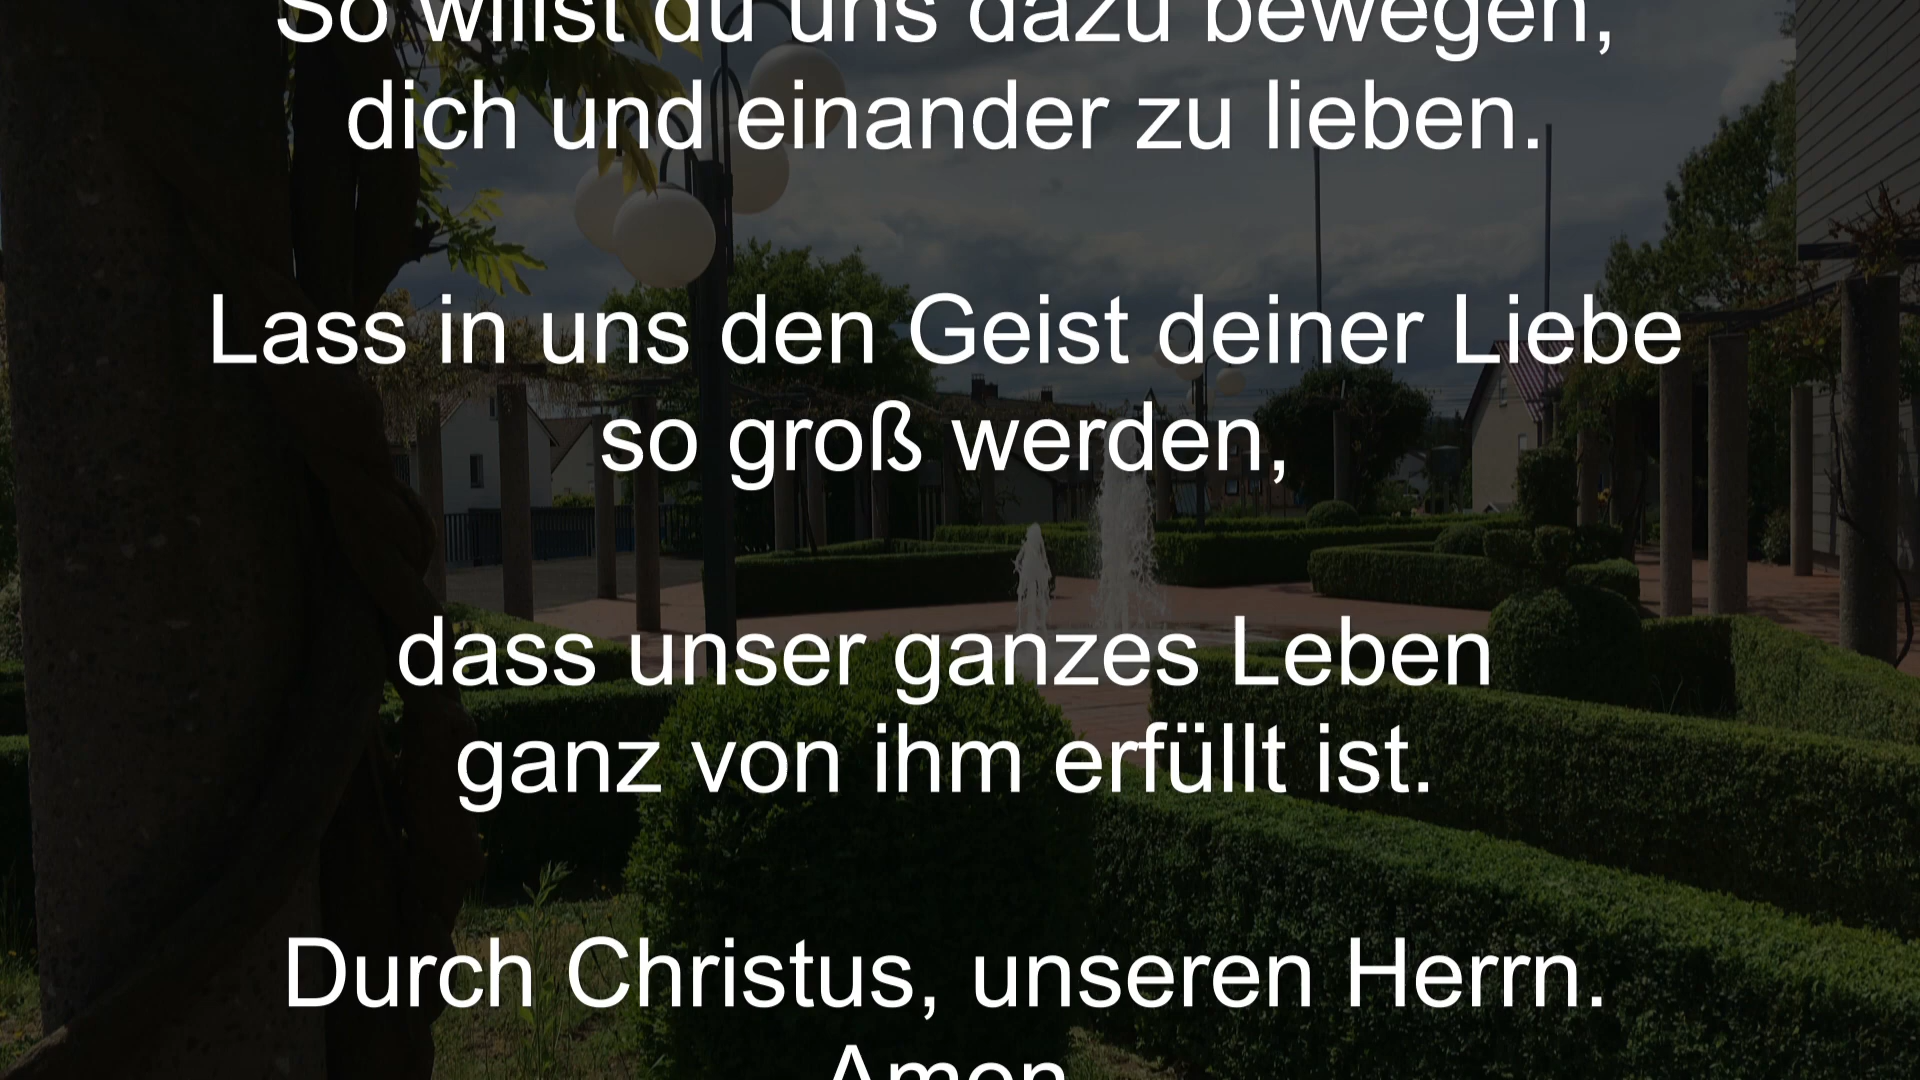 So willst du uns dazu bewegen,
dich und einander zu lieben.
Lass in uns den Geist deiner Liebe
so groß werden,
dass unser ganzes Leben
ganz von ihm erfüllt ist.
Durch Christus, unseren Herrn.
Amen